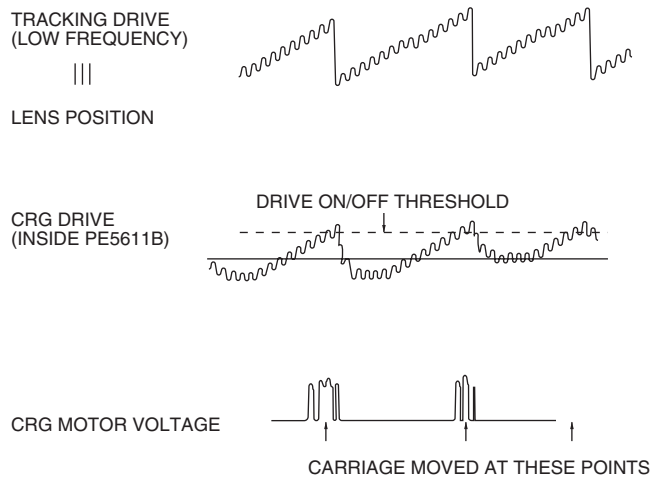 TRACKING DRIVE
(LOW FREQUENCY)
LENS POSITION
DRIVE ON/OFF THRESHOLD
CRG DRIVE
(INSIDE PE5611B)
CRG MOTOR VOLTAGE
CARRIAGE MOVED AT THESE POINTS